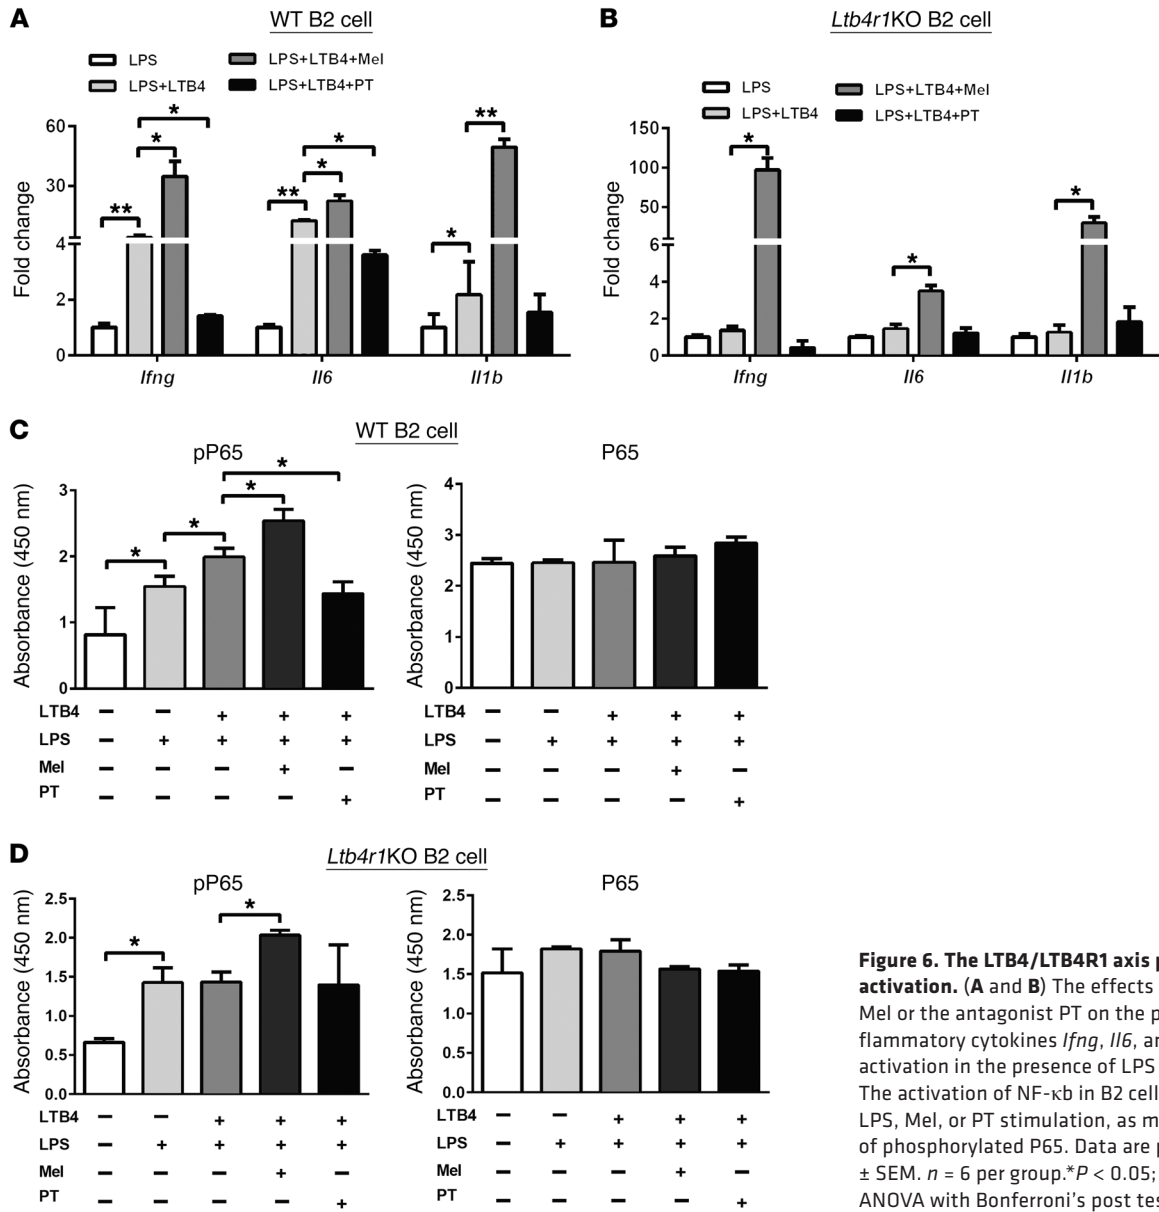 A
WT B2 cell
LPS
LPS+LTB4
LPS+LTB4+Mel
LPS+LTB4+PT
Fold change
60
30
4
2
0
** * *
** * *
* **
Ifng Il6 Il1b
B
Ltb4r1KO B2 cell
LPS
LPS+LTB4
LPS+LTB4+Mel
LPS+LTB4+PT
Fold change
150
100
50
6
4
2
0
* * *
Ifng Il6 Il1b
C
WT B2 cell
pP65
Absorbance (450 nm)
3
2
1
0
* * * *
LTB4 – – + + +
LPS – + + + +
Mel – – – + –
PT – – – – +
P65
Absorbance (450 nm)
4
3
2
1
0
LTB4 – – + + +
LPS – + + + +
Mel – – – + –
PT – – – – +
D
Ltb4r1KO B2 cell
pP65
Absorbance (450 nm)
2.5
2.0
1.5
1.0
0.5
0.0
* *
LTB4 – – + + +
LPS – + + + +
Mel – – – + –
PT – – – – +
P65
Absorbance (450 nm)
2.5
2.0
1.5
1.0
0.5
0.0
LTB4 – – + + +
LPS – + + + +
Mel – – – + –
PT – – – – +
Figure 6. The LTB4/LTB4R1 axis p
activation. (A and B) The effects
Mel or the antagonist PT on the p
flammatory cytokines Ifng, Il6, an
activation in the presence of LPS
The activation of NF-κb in B2 cell
LPS, Mel, or PT stimulation, as m
of phosphorylated P65. Data are p
± SEM. n = 6 per group.*P < 0.05;
ANOVA with Bonferroni's post tes